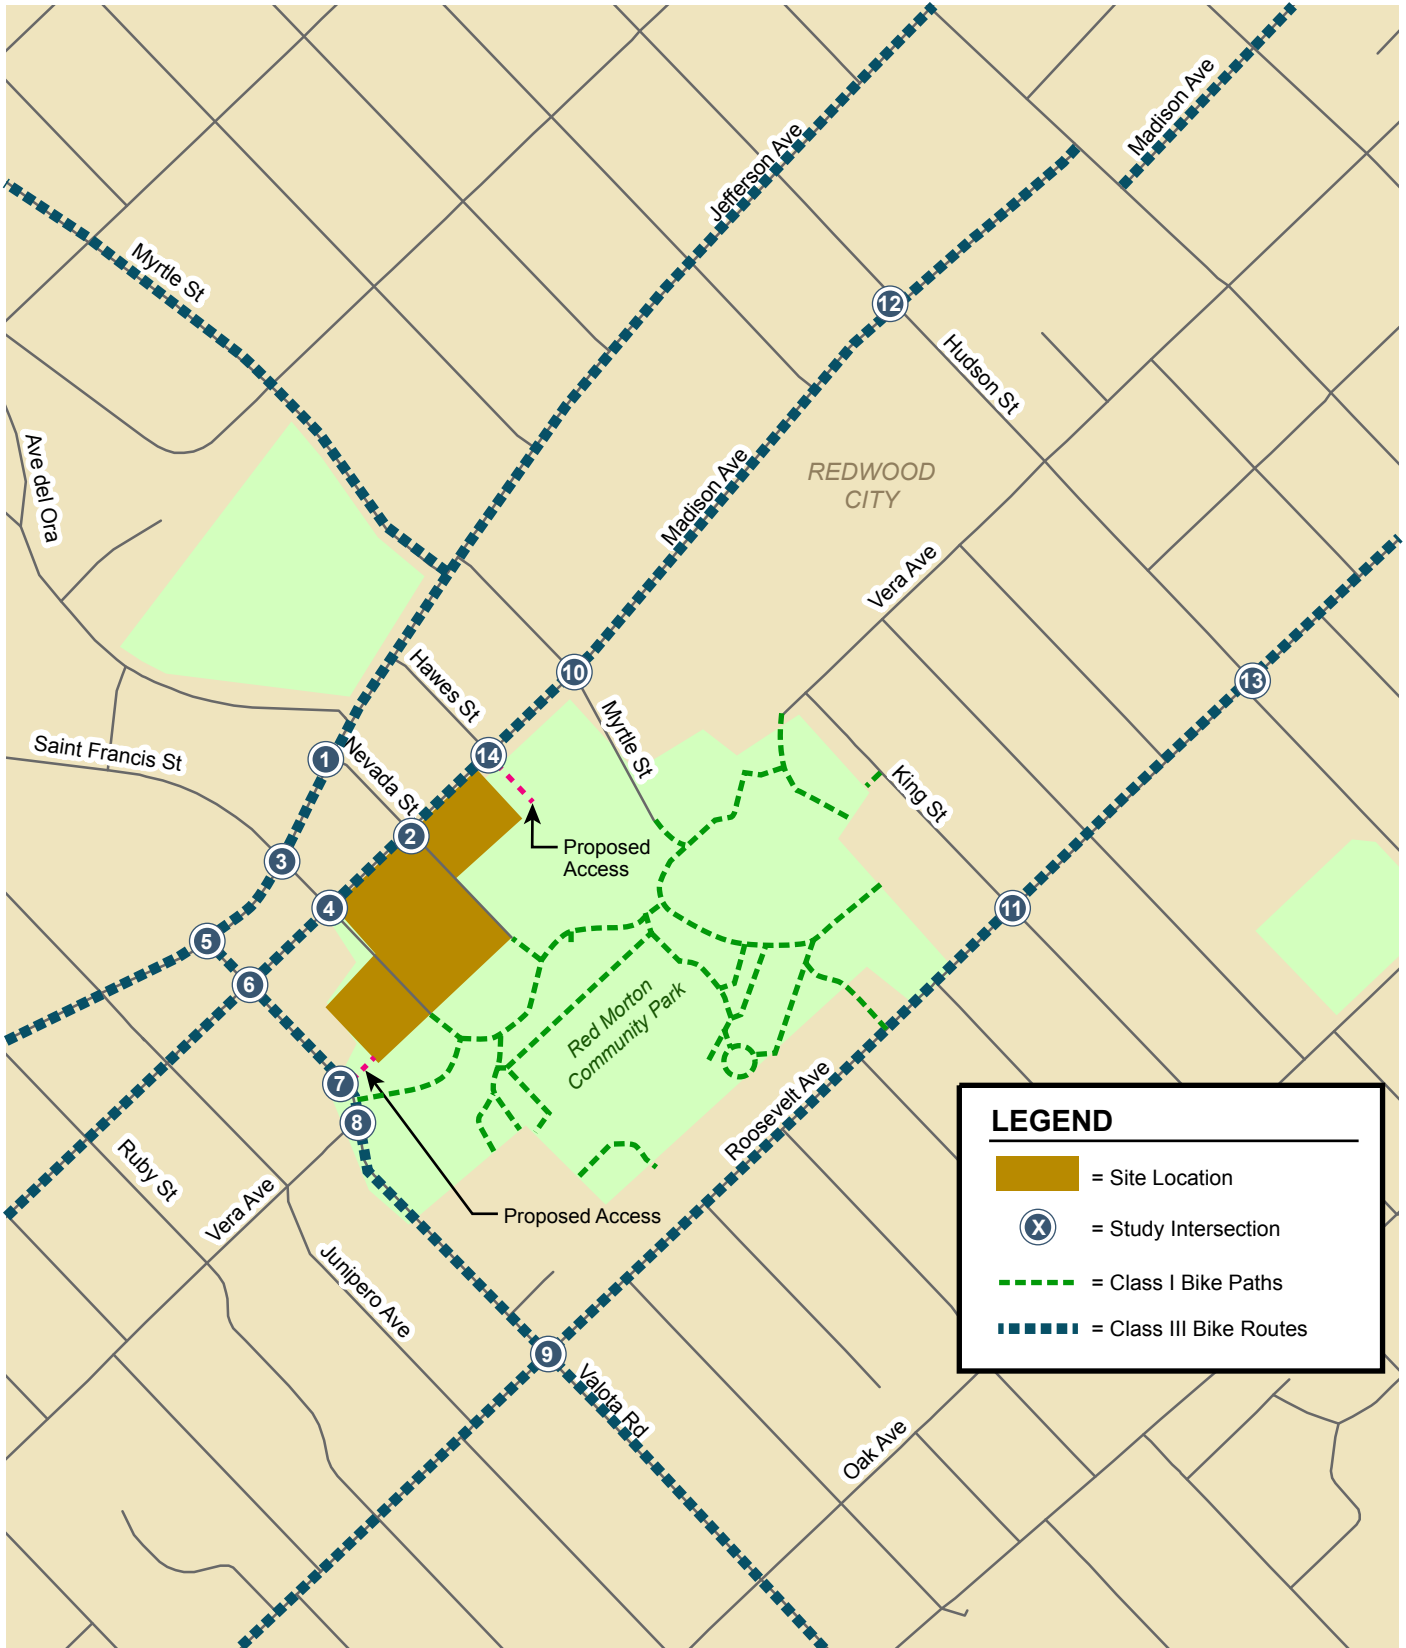 Jefferson Ave
Madison Ave
Myrtle St
12
Hudson St
Ave del Ora
REDWOOD
CITY
Madison Ave
Vera Ave
Hawes St
10
Myrtle St
13
Saint Francis St
1
Nevada St
14
King St
2
Proposed
Access
3
4
11
5
6
Red Morton
Community Park
7
8
Roosevelt Ave
Ruby St
Vera Ave
Proposed Access
Junipero Ave
9
Valota Rd
Oak Ave
LEGEND
= Site Location
X = Study Intersection
= Class I Bike Paths
= Class III Bike Routes